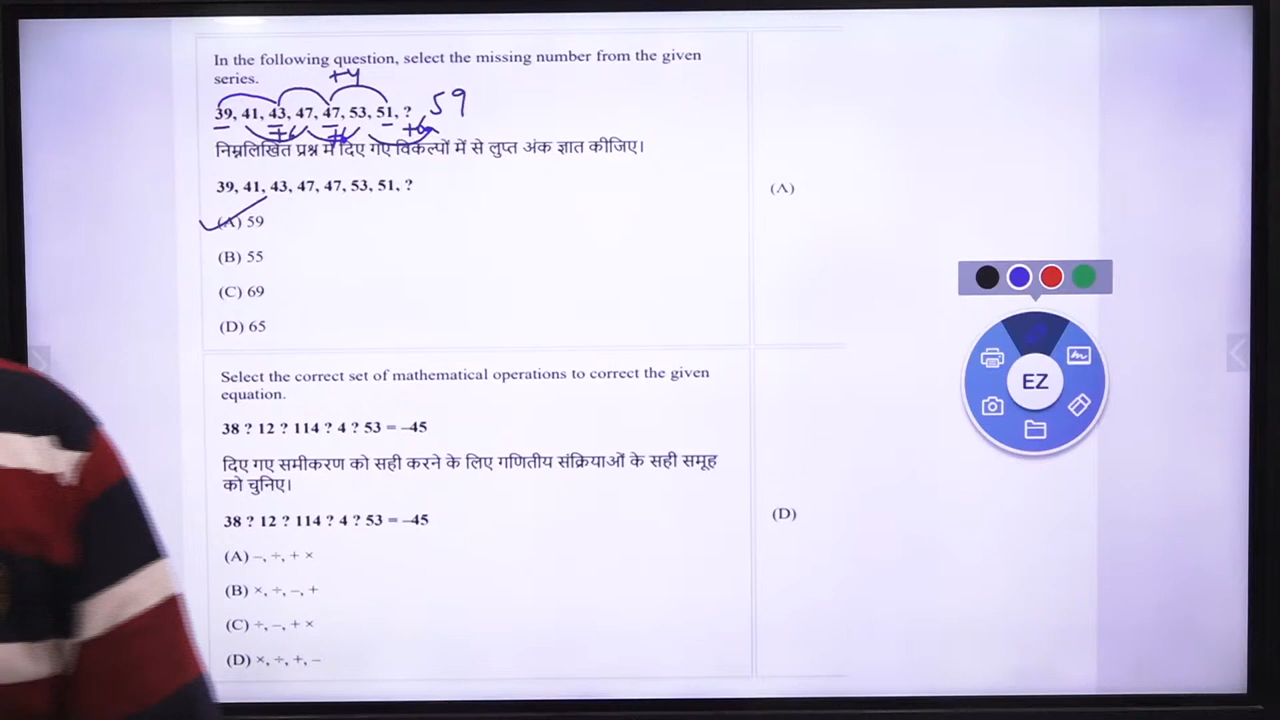 In the following question, select the missing number from the given
series.
+4
39, 41, 43, 47, 47, 53, 51, ? 59
+6 +6 +6
निम्नलिखित प्रश्न में दिए गए विकल्पों में से लुप्त अंक ज्ञात कीजिए।
39, 41, 43, 47, 47, 53, 51, ?
(A)
(A) 59
(B) 55
(C) 69
(D) 65
Select the correct set of mathematical operations to correct the given
equation.
38 ? 12 ? 114 ? 4 ? 53 = –45
दिए गए समीकरण को सही करने के लिए गणितीय संक्रियाओं के सही समूह
को चुनिए।
38 ? 12 ? 114 ? 4 ? 53 = –45
(D)
(A) –, ÷, + ×
(B) ×, ÷, –, +
(C) ÷, –, + ×
(D) ×, ÷, +, –
EZ